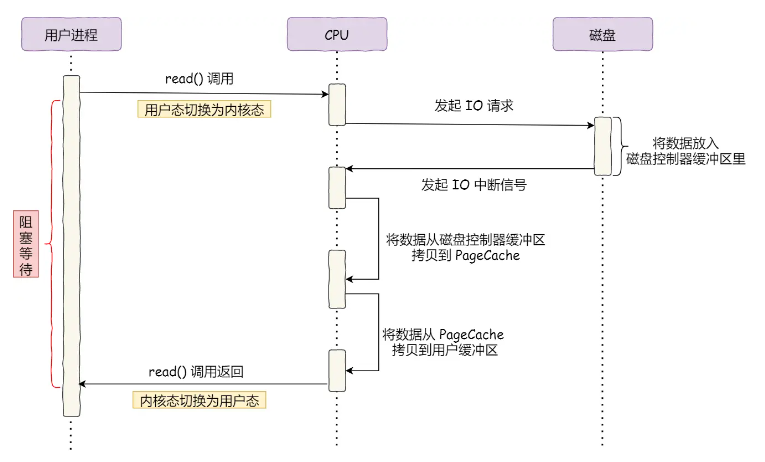 用户进程
CPU
磁盘
read() 调用
用户态切换为内核态
发起 IO 请求
将数据放入
磁盘控制器缓冲区里
发起 IO 中断信号
阻
塞
等
待
将数据从磁盘控制器缓冲区
拷贝到 PageCache
将数据从 PageCache
拷贝到用户缓冲区
read() 调用返回
内核态切换为用户态